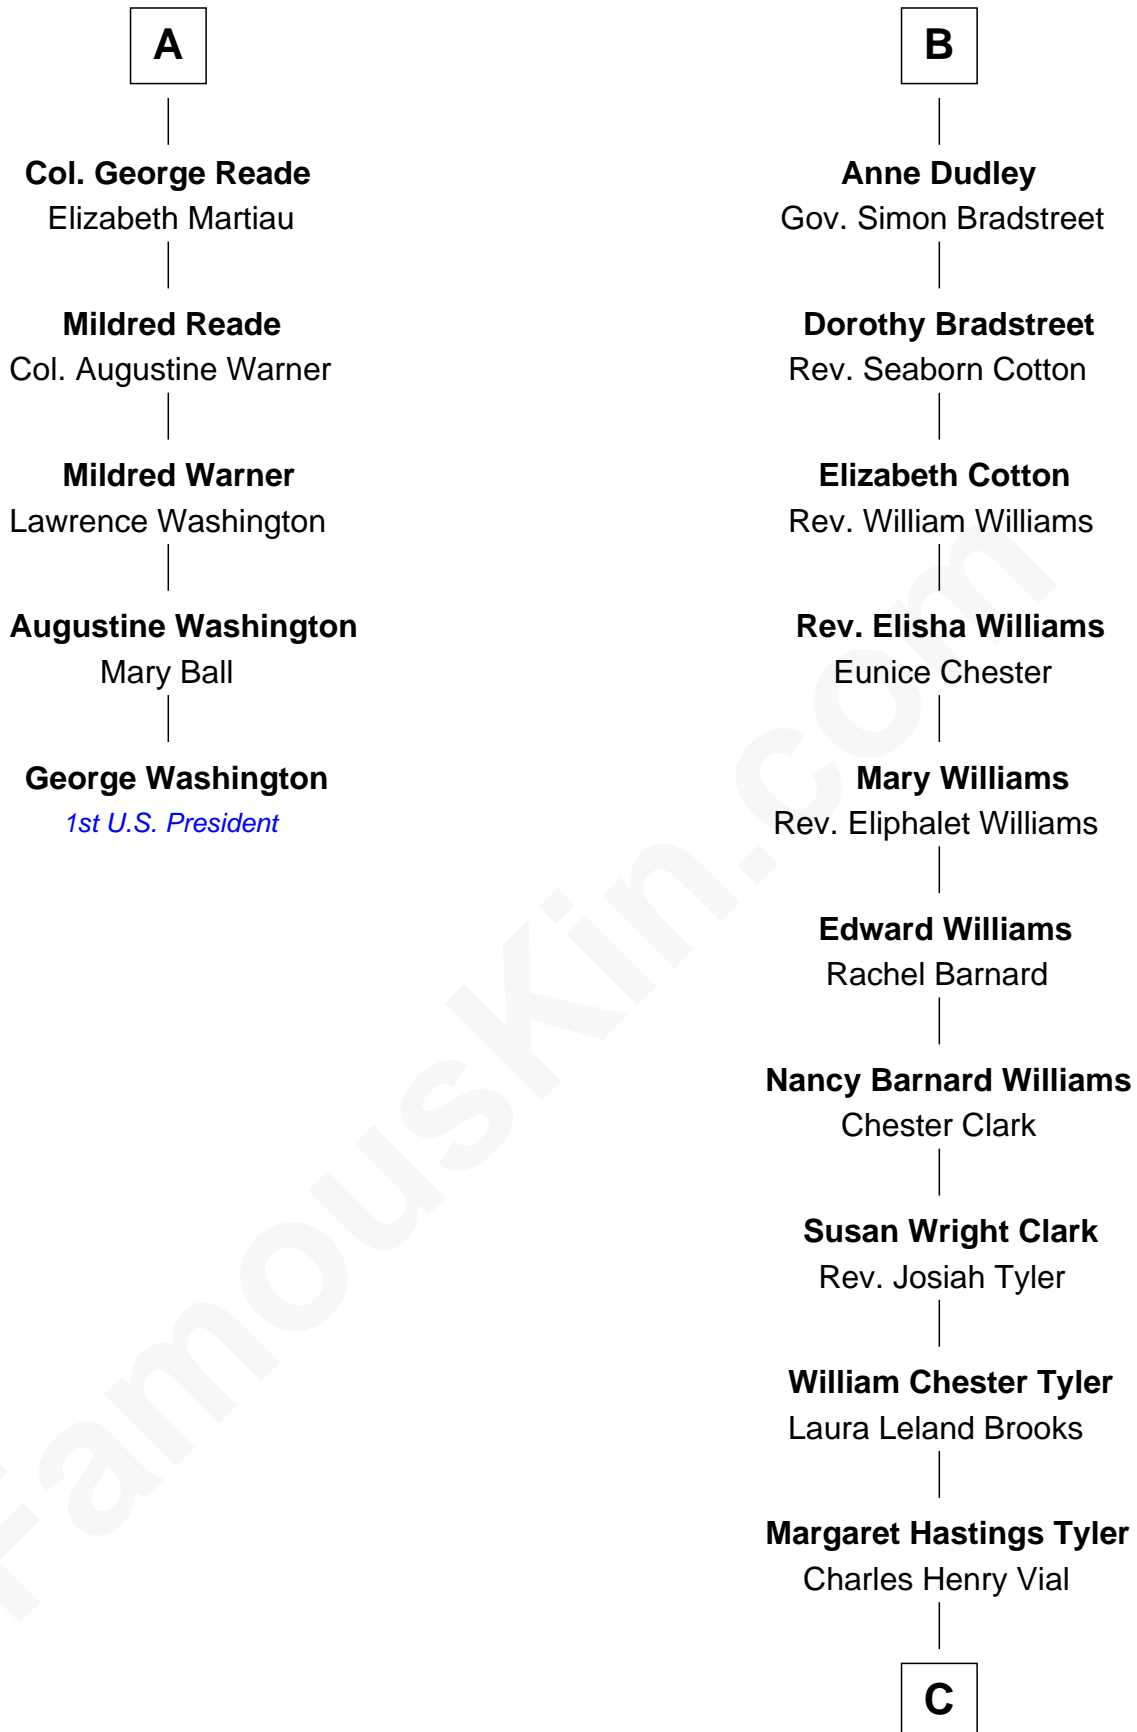 A
Col. George Reade
Elizabeth Martiau
Mildred Reade
Col. Augustine Warner
Mildred Warner
Lawrence Washington
Augustine Washington
Mary Ball
George Washington
1st U.S. President
B
Anne Dudley
Gov. Simon Bradstreet
Dorothy Bradstreet
Rev. Seaborn Cotton
Elizabeth Cotton
Rev. William Williams
Rev. Elisha Williams
Eunice Chester
Mary Williams
Rev. Eliphalet Williams
Edward Williams
Rachel Barnard
Nancy Barnard Williams
Chester Clark
Susan Wright Clark
Rev. Josiah Tyler
William Chester Tyler
Laura Leland Brooks
Margaret Hastings Tyler
Charles Henry Vial
C
FamousKin.com